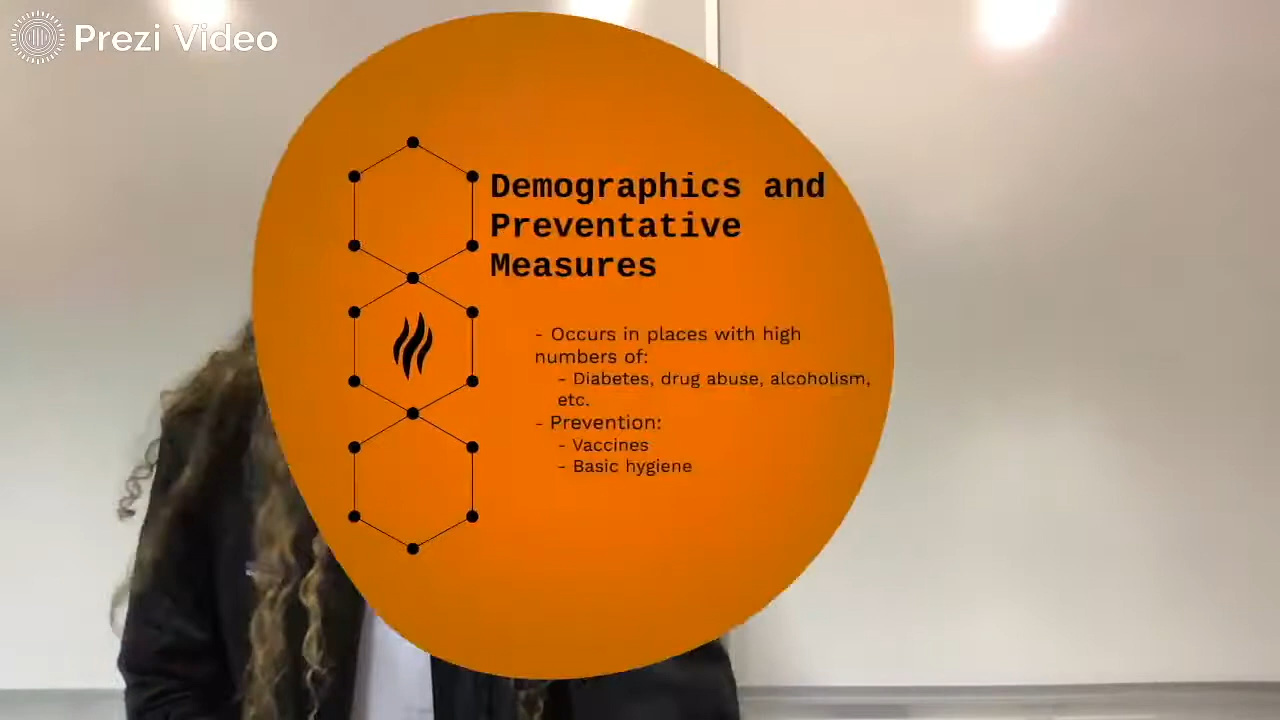 Prezi Video
Demographics and
Preventative
Measures
- Occurs in places with high
numbers of:
- Diabetes, drug abuse, alcoholism,
etc.
- Prevention:
- Vaccines
- Basic hygiene